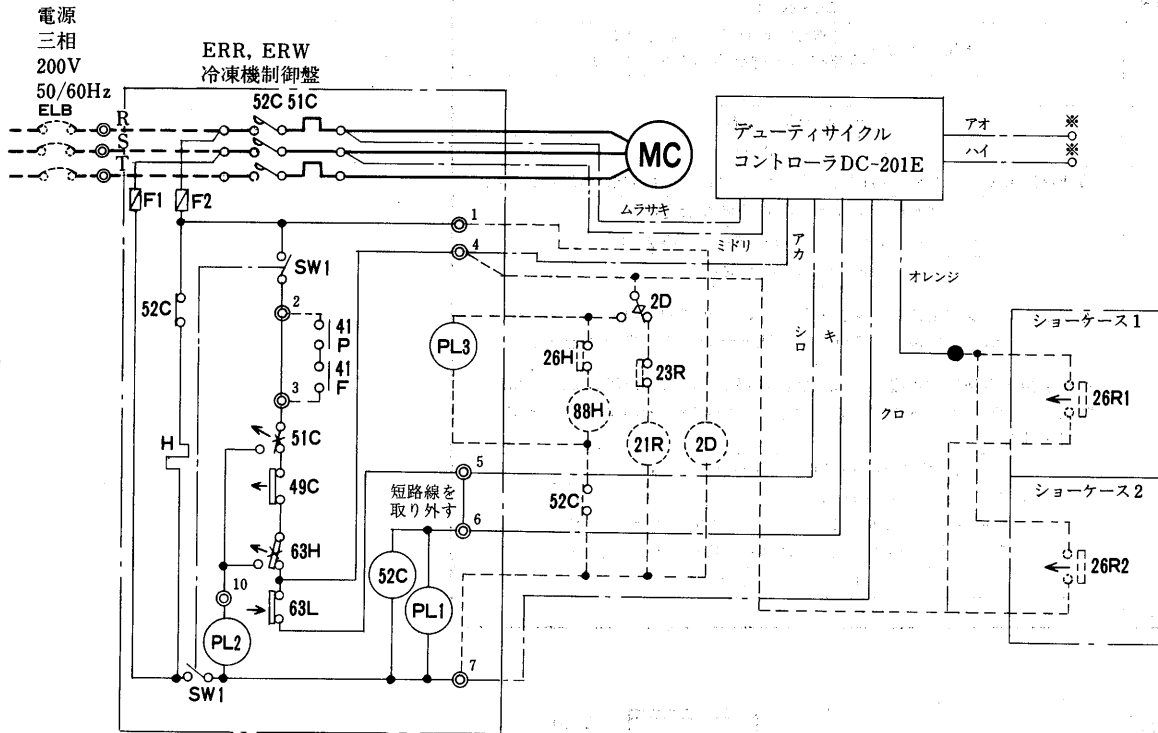 電源
三相
200V
50/60Hz
ELB
ERR, ERW
冷凍機制御盤
52C 51C
R
S
T
MC
デューティサイクル
コントローラDC-201E
アオ
※
ハイ
※
F1
F2
ムラサキ
ミドリ
アカ
1
4
SW1
オレンジ
2
41
P
41
F
3
52C
PL3
2D
26H
23R
シロ
キ
ショーケース1
88H
21R
2D
クロ
26R1
H
51C
49C
5
短路線を
取り外す
6
52C
ショーケース2
63H
10
63L
52C
PL1
26R2
PL2
7
SW1